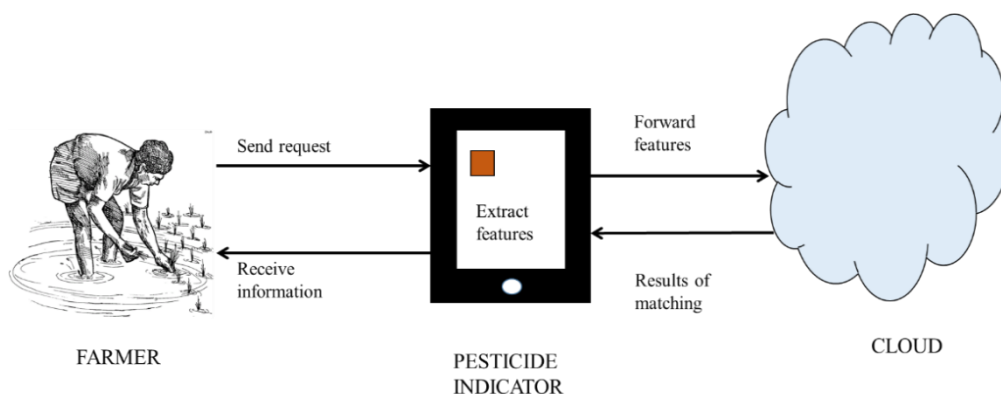 Send request
Receive
information
FARMER
Extract
features
PESTICIDE
INDICATOR
Forward
features
Results of
matching
CLOUD